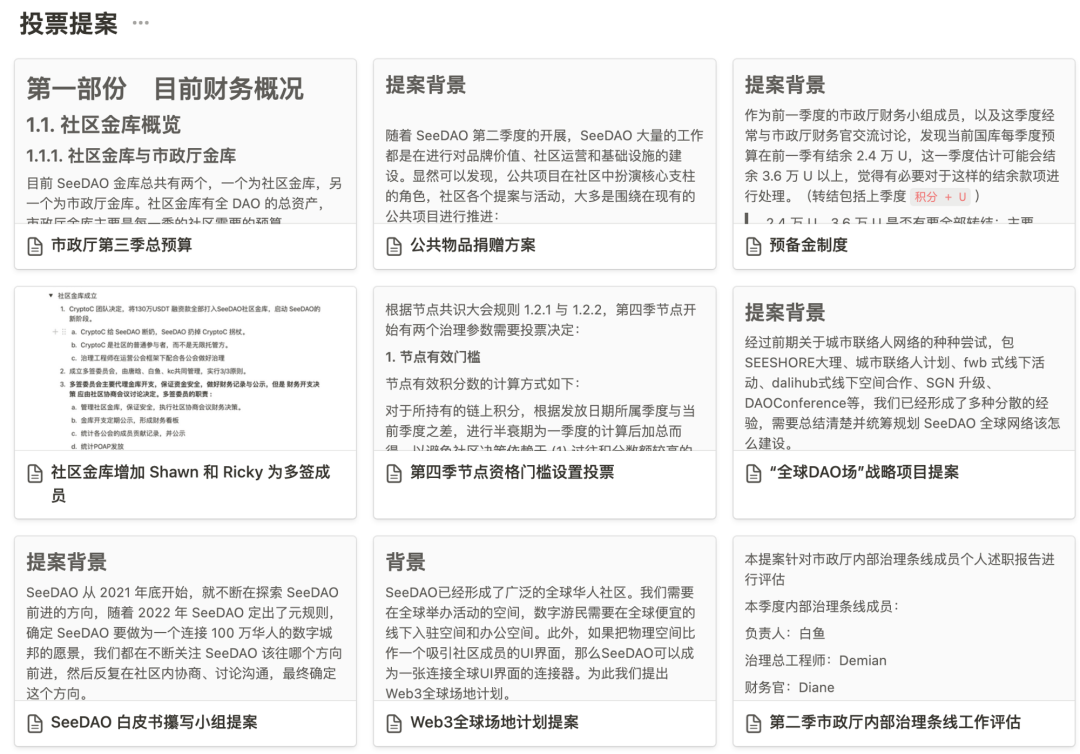 投票提案 ···
第一部份 目前财务概况
1.1. 社区金库概览
1.1.1. 社区金库与市政厅金库
目前 SeeDAO 金库总共有两个，一个为社区金库，另
一个为市政厅金库。社区金库有全 DAO 的总资产，
市政厅金库主要是每一季的社区需要的预算
市政厅第三季总预算
提案背景
随着 SeeDAO 第二季度的开展，SeeDAO 大量的工作
都是在进行对品牌价值、社区运营和基础设施的建
设。显然可以发现，公共项目在社区中扮演核心支柱
的角色，社区各个提案与活动，大多是围绕在现有的
公共项目进行推进：
公共物品捐赠方案
提案背景
作为前一季度的市政厅财务小组成员，以及这季度经
常与市政厅财务官交流讨论，发现当前国库每季度预
算在前一季有结余 2.4 万 U，这一季度估计可能会结
余 3.6 万 U 以上，觉得有必要对于这样的结余款项进
行处理。（转结包括上季度 积分 + U ）
2.4 万 U、3.6 万 U 是否有要全部转结：主要
预备金制度
▼ 社区金库成立
1. CryptoC 团队决定，将130万USDT 融资款全部打入SeeDAO社区金库，启动 SeeDAO的
新阶段。
a. CryptoC 给 SeeDAO 断奶，SeeDAO 扔掉 CryptoC 拐杖。
b. CryptoC 是社区的普通参与者，而不是无限托管方。
c. 治理工程师在运营公会框架下配合各公会做好治理
2. 成立多签委员会，由唐晗、白鱼、kc共同管理，实行3/3原则。
3. 多签委员会主要代理金库开支，保证资金安全，做好财务记录与公示，但是 财务开支决
策 应由社区协商会议讨论决定。多签委员的职责：
a. 管理社区金库，保证安全，执行社区协商会议财务决策。
b. 金库开支定期公示，形成财务看板
c. 统计各公会的成员贡献记录，并公示
d. 统计POAP发放
社区金库增加 Shawn 和 Ricky 为多签成
员
根据节点共识大会规则 1.2.1 与 1.2.2，第四季节点开
始有两个治理参数需要投票决定：
1. 节点有效门槛
节点有效积分数的计算方式如下：
对于所持有的链上积分，根据发放日期所属季度与当
前季度之差，进行半衰期为一季度的计算后加总而
得，以避免社区决策依赖于 (1) 过往积分数额较高的
第四季节点资格门槛设置投票
提案背景
经过前期关于城市联络人网络的种种尝试，包
SEESHORE大理、城市联络人计划、fwb 式线下活
动、dalihub式线下空间合作、SGN 升级、
DAOConference等，我们已经形成了多种分散的经
验，需要总结清楚并统筹规划 SeeDAO 全球网络该怎
么建设。
“全球DAO场”战略项目提案
提案背景
SeeDAO 从 2021 年底开始，就不断在探索 SeeDAO
前进的方向，随着 2022 年 SeeDAO 定出了元规则，
确定 SeeDAO 要做为一个连接 100 万华人的数字城
邦的愿景，我们都在不断关注 SeeDAO 该往哪个方向
前进，然后反复在社区内协商、讨论沟通，最终确定
这个方向。
SeeDAO 白皮书攥写小组提案
背景
SeeDAO已经形成了广泛的全球华人社区。我们需要
在全球举办活动的空间，数字游民需要在全球便宜的
线下入驻空间和办公空间。此外，如果把物理空间比
作一个吸引社区成员的UI界面，那么SeeDAO可以成
为一张连接全球UI界面的连接器。为此我们提出
Web3全球场地计划。
Web3全球场地计划提案
本提案针对市政厅内部治理条线成员个人述职报告进
行评估
本季度内部治理条线成员：
负责人：白鱼
治理总工程师：Demian
财务官：Diane
第二季市政厅内部治理条线工作评估